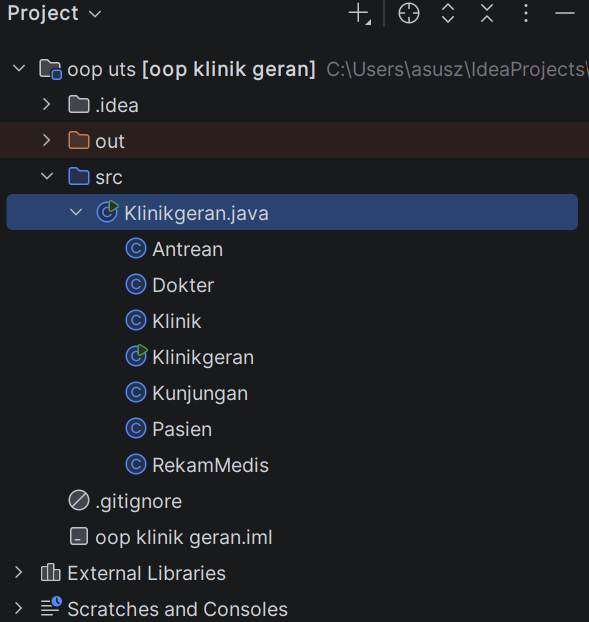 Project
oop uts [oop klinik geran] C:\Users\asusz\IdeaProjects\
.idea
out
src
Klinikgeran.java
Antrean
Dokter
Klinik
Klinikgeran
Kunjungan
Pasien
RekamMedis
.gitignore
oop klinik geran.iml
External Libraries
Scratches and Consoles